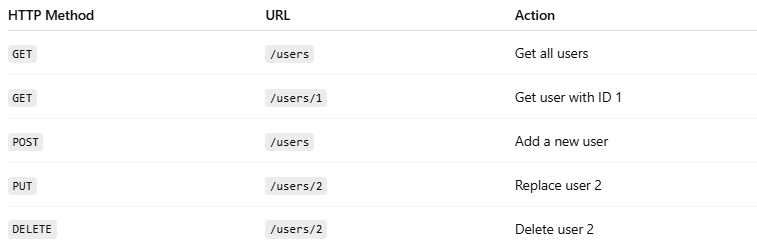 HTTP Method URL Action
GET /users Get all users
GET /users/1 Get user with ID 1
POST /users Add a new user
PUT /users/2 Replace user 2
DELETE /users/2 Delete user 2